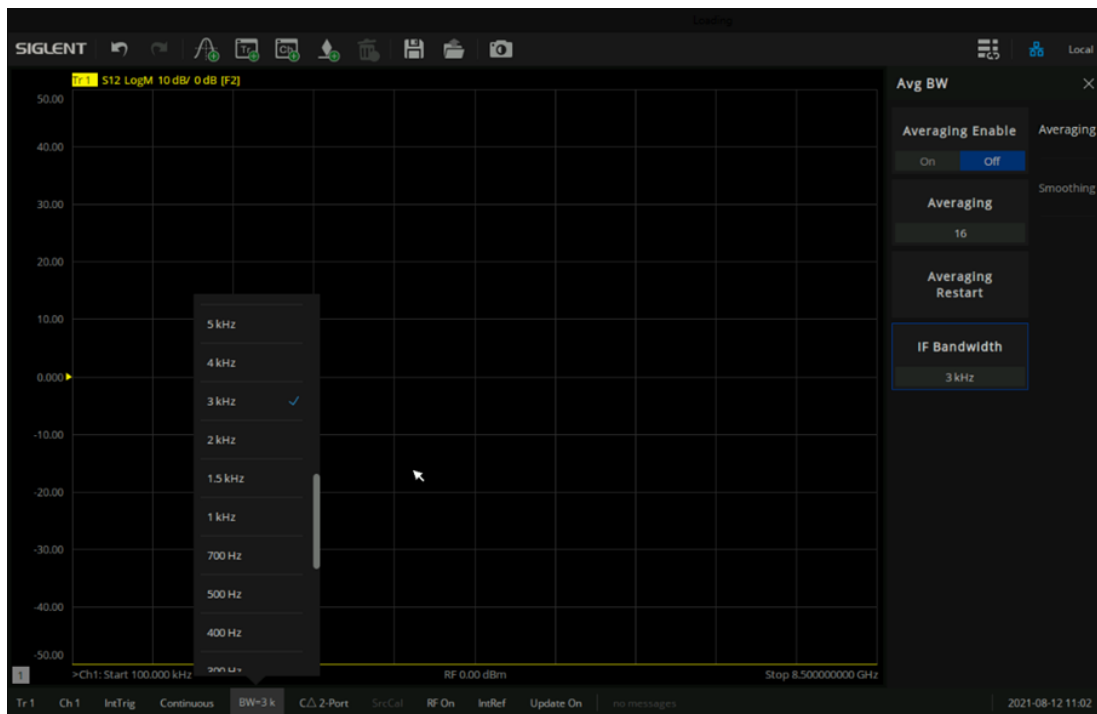 Loading
SIGLENT Tr Ch Local
Tr 1 S12 LogM 10 dB/ 0 dB [F2]
50.00
40.00
30.00
20.00
10.00
0.000
-10.00
-20.00
-30.00
-40.00
-50.00
5 kHz
4 kHz
3 kHz
2 kHz
1.5 kHz
1 kHz
700 Hz
500 Hz
400 Hz
300 Hz
1 >Ch1: Start 100.000 kHz RF 0.00 dBm Stop 8.500000000 GHz
Avg BW
Averaging Enable
On Off
Averaging
16
Averaging
Restart
IF Bandwidth
3 kHz
Averaging
Smoothing
Tr 1 Ch 1 IntTrig Continuous BW=3 k C△ 2-Port SrcCal RF On IntRef Update On no messages 2021-08-12 11:02